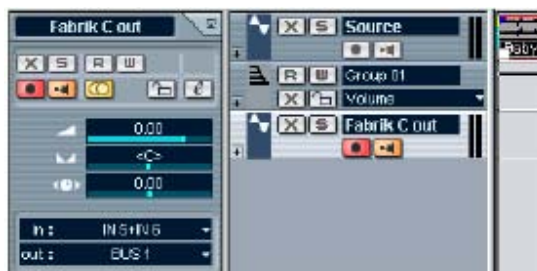 Fabrik C out
X S R W
e
0.00
<C>
0.00
in : IN 5+IN 6
out : BUS 1
X S Source
R W Group 01
X Volume
X S Fabrik C out